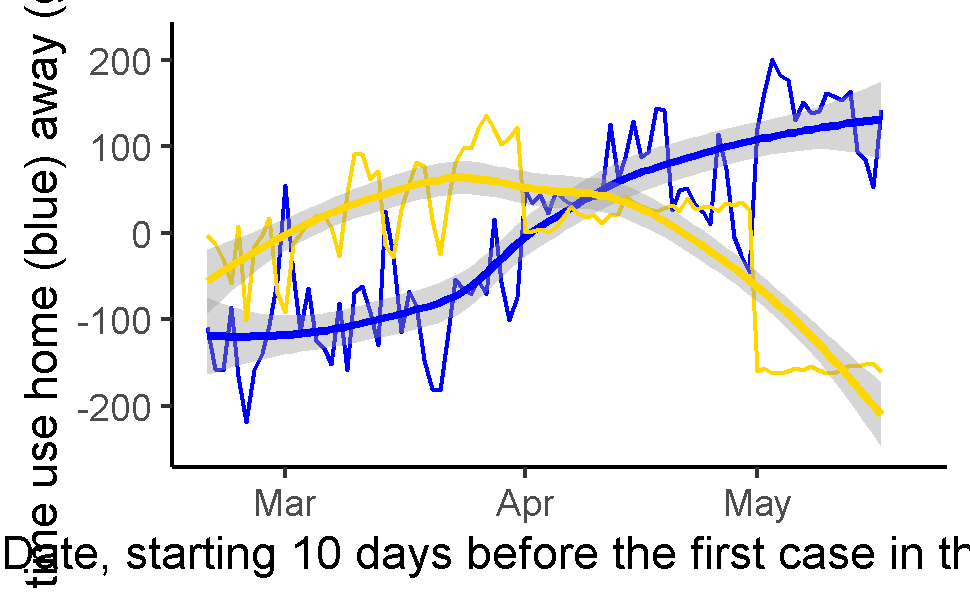 time use home (blue) away (
200
100
0
-100
-200
Mar Apr May
Date, starting 10 days before the first case in th